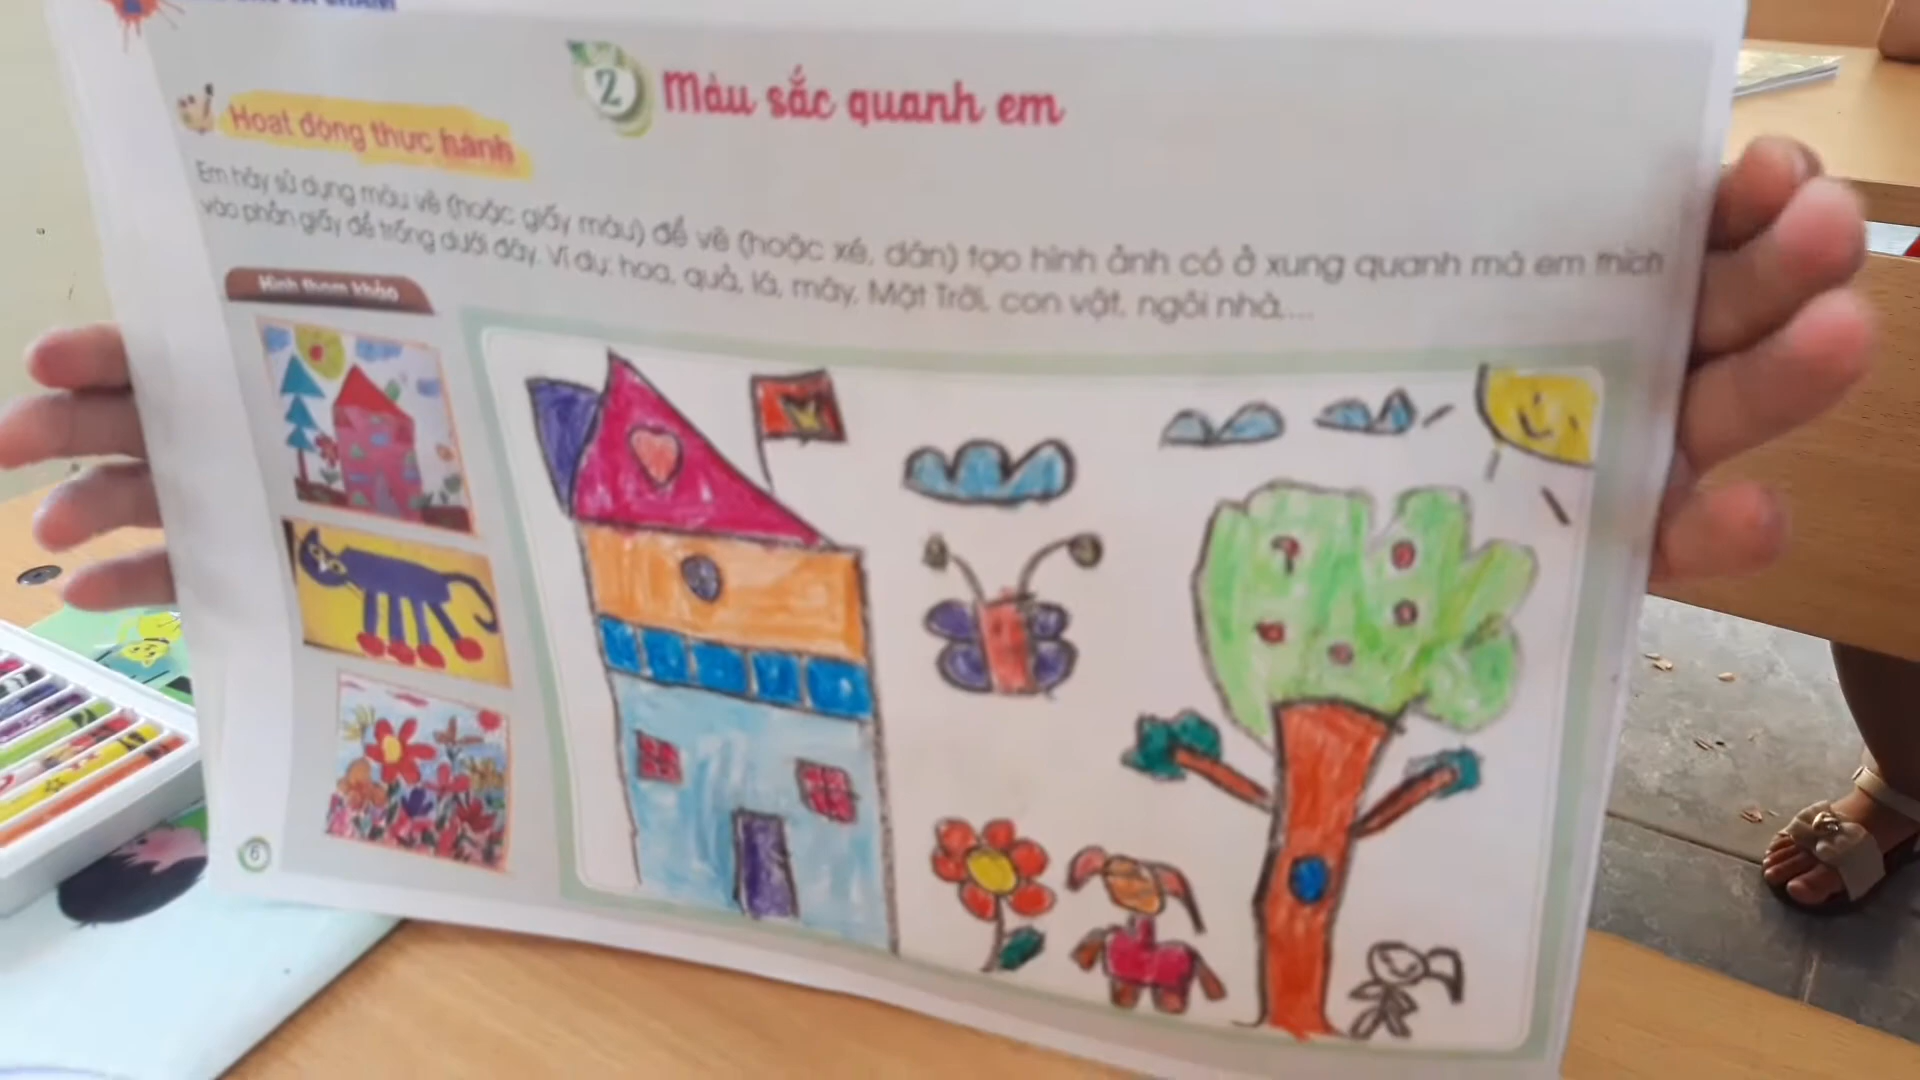 2 Màu sắc quanh em
Hoạt động thực hành
Em hãy sử dụng màu vẽ (hoặc giấy màu) để vẽ (hoặc xé, dán) tạo hình ảnh có ở xung quanh mà em thích
vào phần giấy để trống dưới đây. Ví dụ: hoa, quả, lá, mây, Mặt Trời, con vật, ngôi nhà,...
Hình tham khảo
6